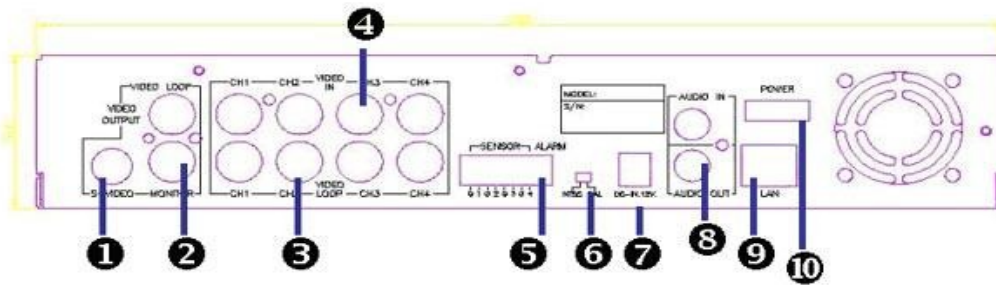 4
VIDEO LOOP
VIDEO OUTPUT
S-VIDEO MONITOR
CH1 CH2 VIDEO IN CH3 CH4
CH1 CH2 VIDEO LOOP CH3 CH4
SENSOR ALARM
MODEL:
S/N:
NTSC PAL
DC-IN.12V
AUDIO IN
AUDIO OUT
POWER
LAN
1 2 3 5 6 7 8 9 10